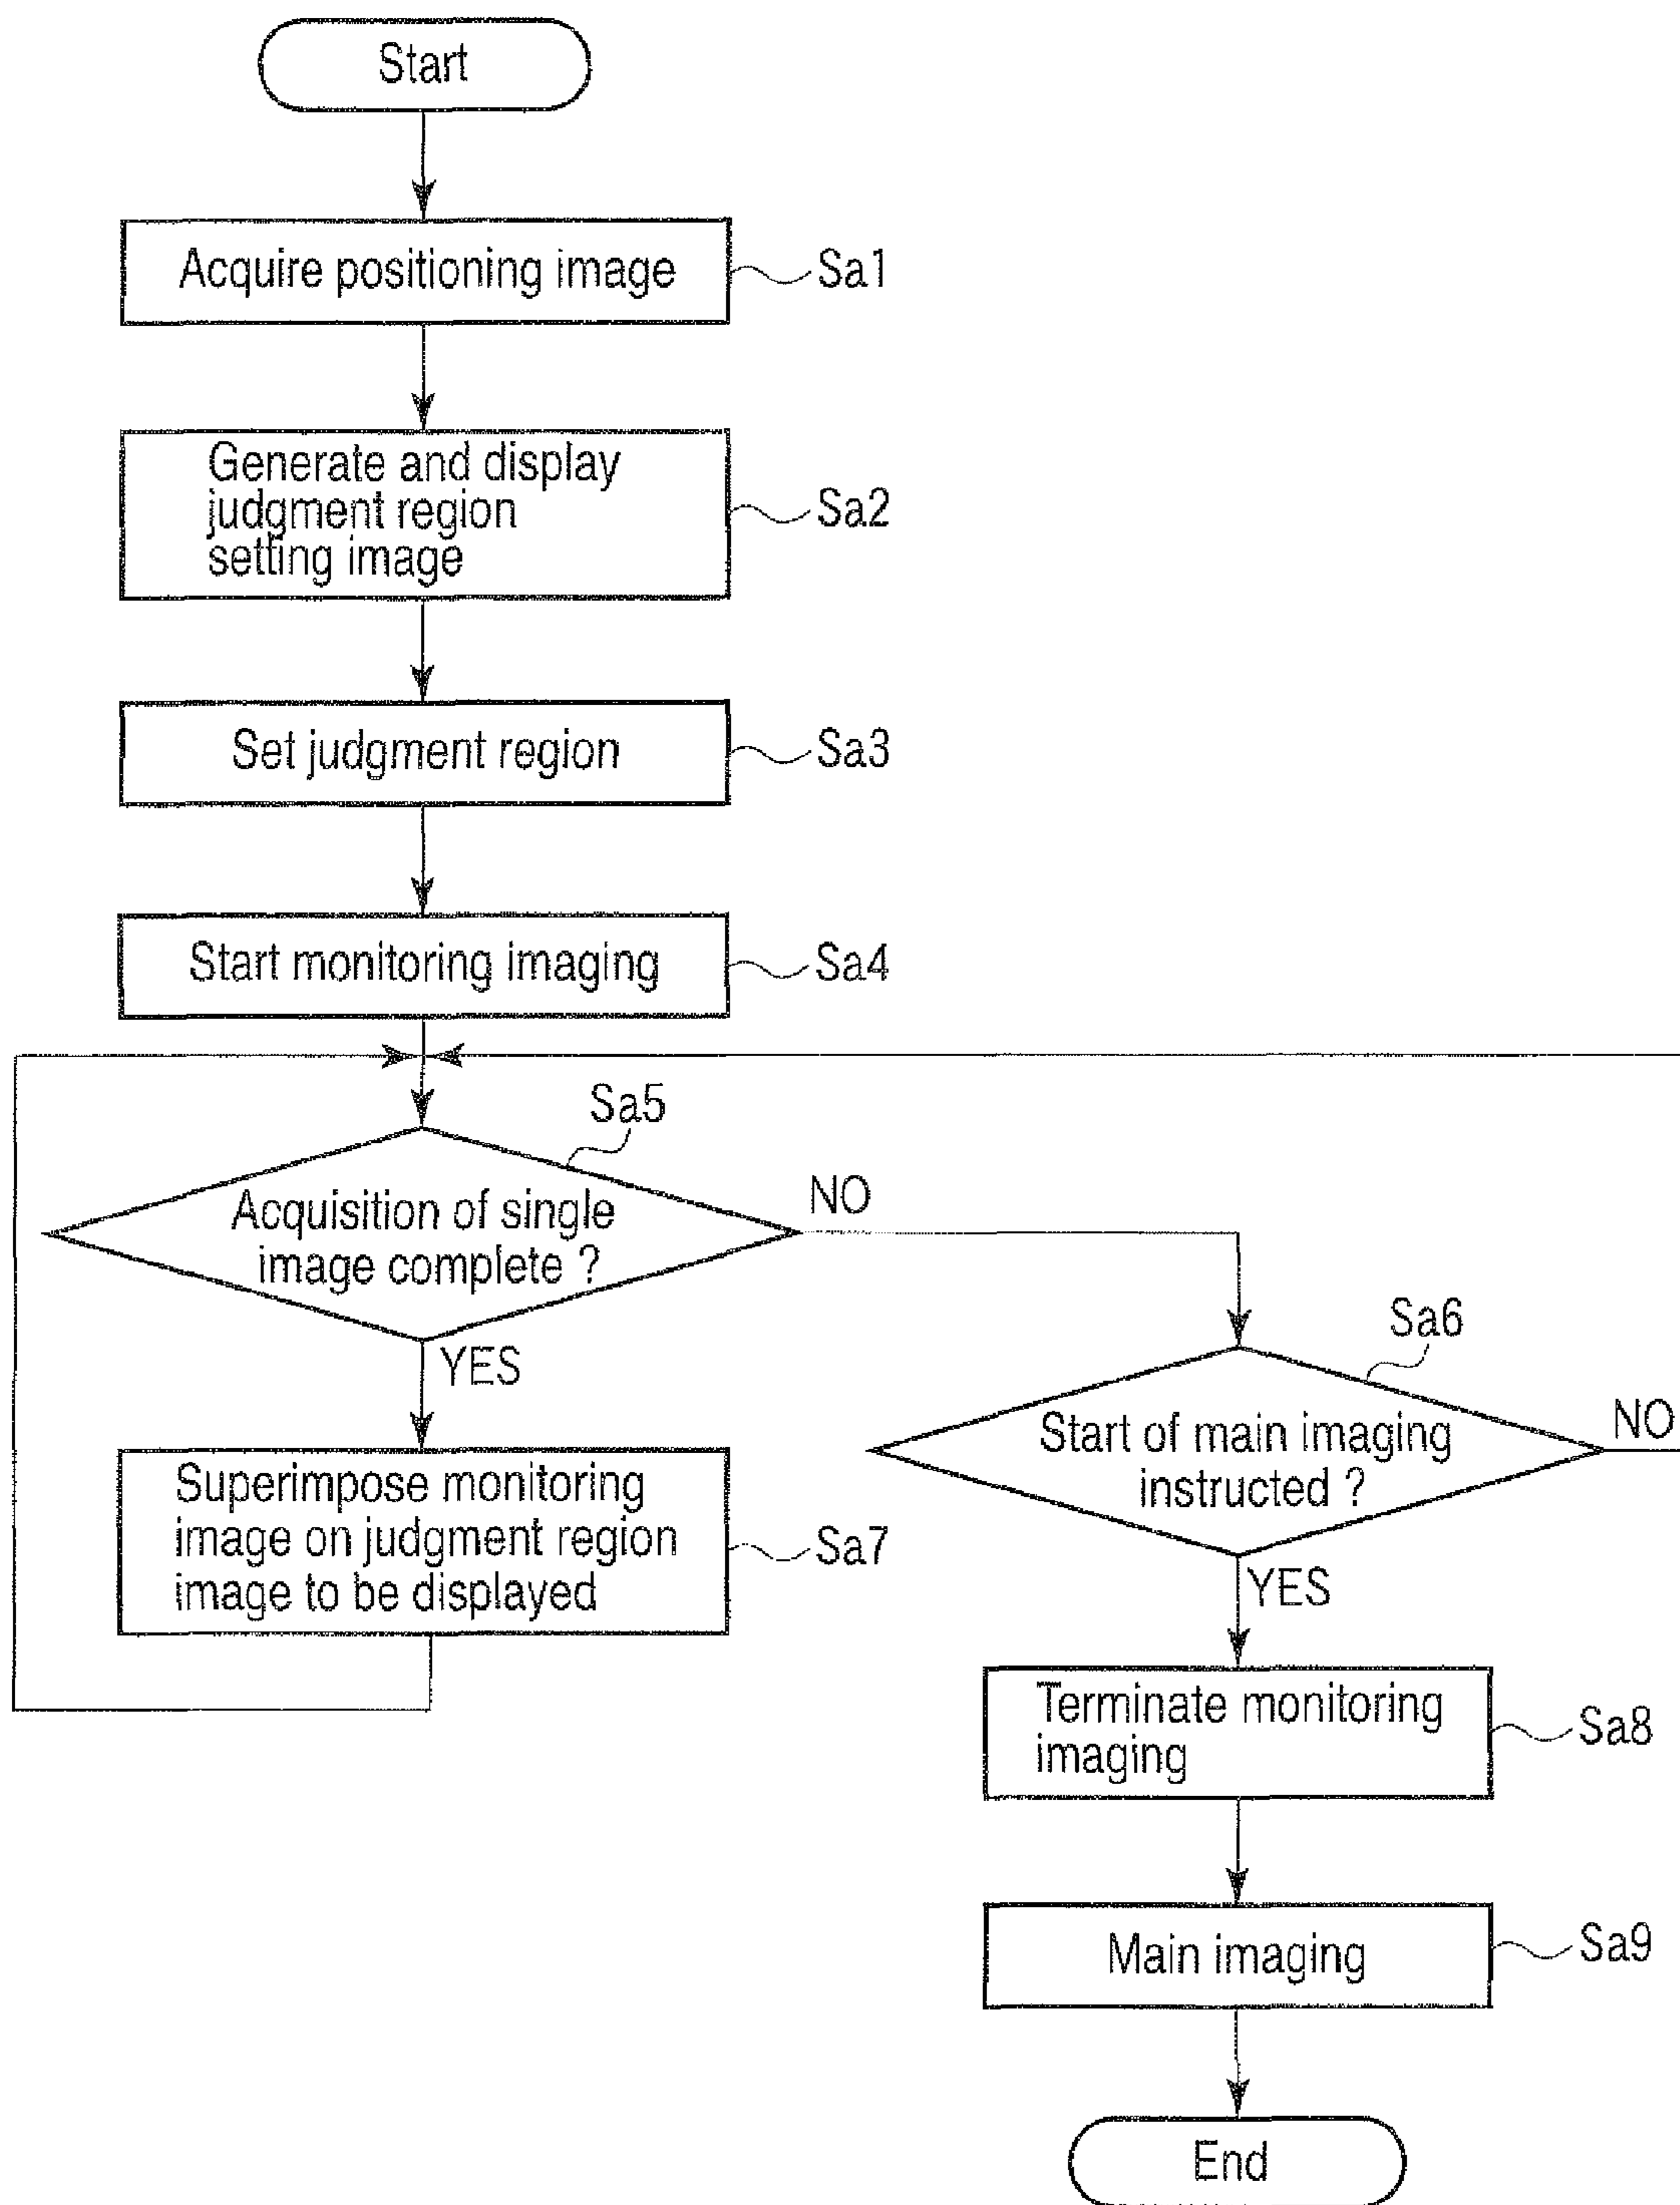 Start
Acquire positioning image
Sa1
Generate and display
judgment region
setting image
Sa2
Set judgment region
Sa3
Start monitoring imaging
Sa4
Sa5
Acquisition of single
image complete ?
NO
YES
Sa6
Start of main imaging
instructed ?
NO
YES
Superimpose monitoring
image on judgment region
image to be displayed
Sa7
Terminate monitoring
imaging
Sa8
Main imaging
Sa9
End